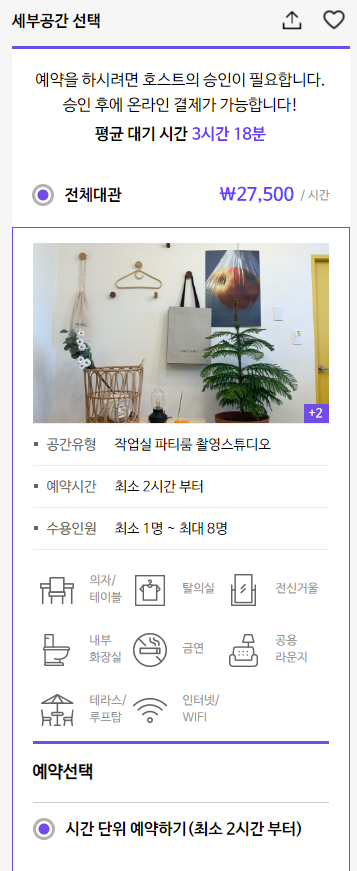 세부공간 선택
예약을 하시려면 호스트의 승인이 필요합니다.
승인 후에 온라인 결제가 가능합니다!
평균 대기 시간 3시간 18분
전체대관 ₩27,500 / 시간
+2
공간유형 작업실 파티룸 촬영스튜디오
예약시간 최소 2시간 부터
수용인원 최소 1명 ~ 최대 8명
의자/
테이블
탈의실
전신거울
내부
화장실
금연
공용
라운지
테라스/
루프탑
인터넷/
WIFI
예약선택
시간 단위 예약하기(최소 2시간 부터)